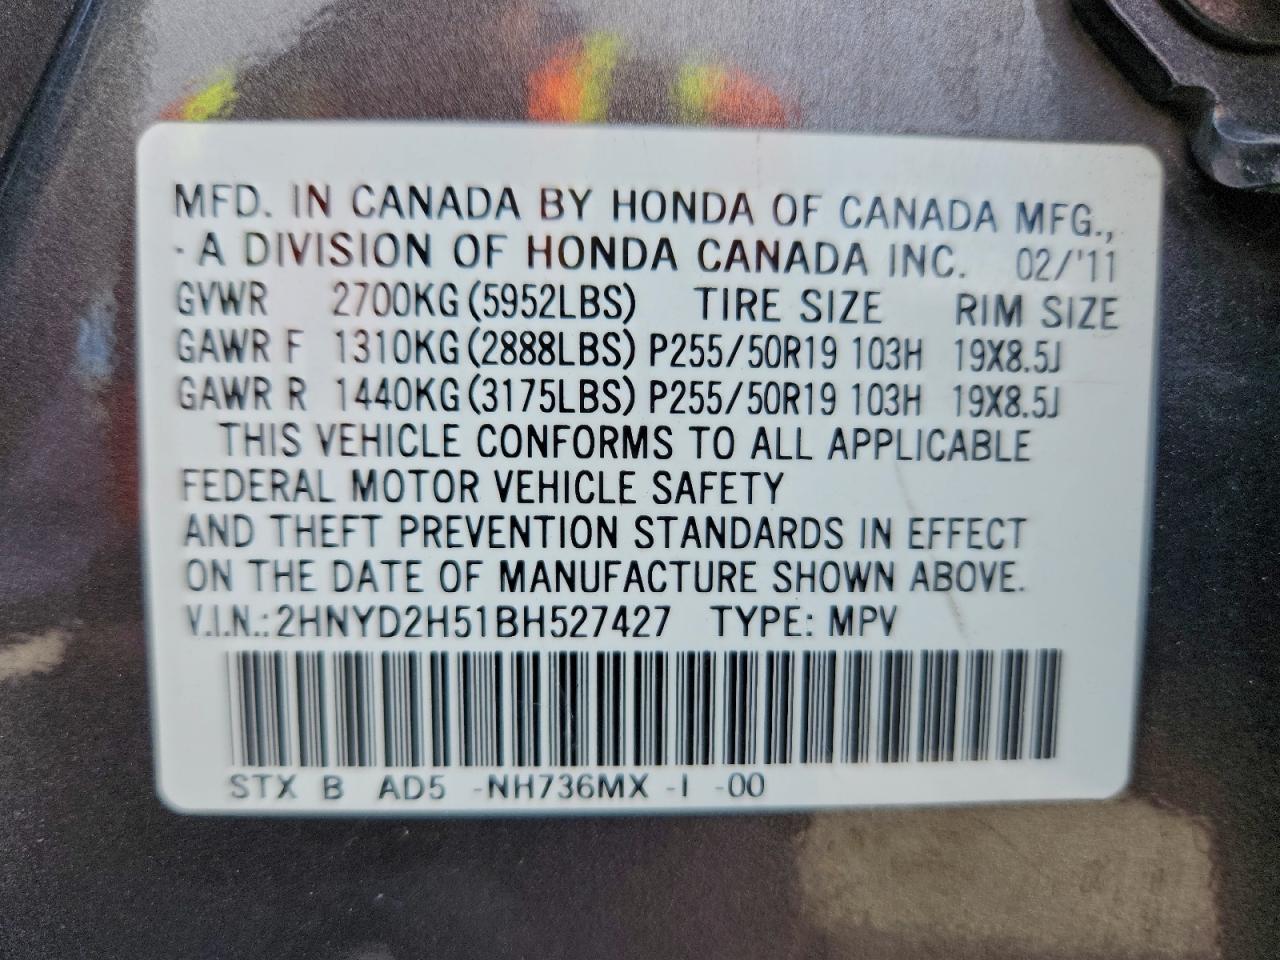 MFD. IN CANADA BY HONDA OF CANADA MFG.,
- A DIVISION OF HONDA CANADA INC. 02/'11
GVWR 2700KG (5952LBS) TIRE SIZE RIM SIZE
GAWR F 1310KG (2888LBS) P255/50R19 103H 19X8.5J
GAWR R 1440KG (3175LBS) P255/50R19 103H 19X8.5J
THIS VEHICLE CONFORMS TO ALL APPLICABLE
FEDERAL MOTOR VEHICLE SAFETY
AND THEFT PREVENTION STANDARDS IN EFFECT
ON THE DATE OF MANUFACTURE SHOWN ABOVE.
V.I.N.: 2HNYD2H51BH527427 TYPE: MPV
STX B AD5 -NH736MX -I -00